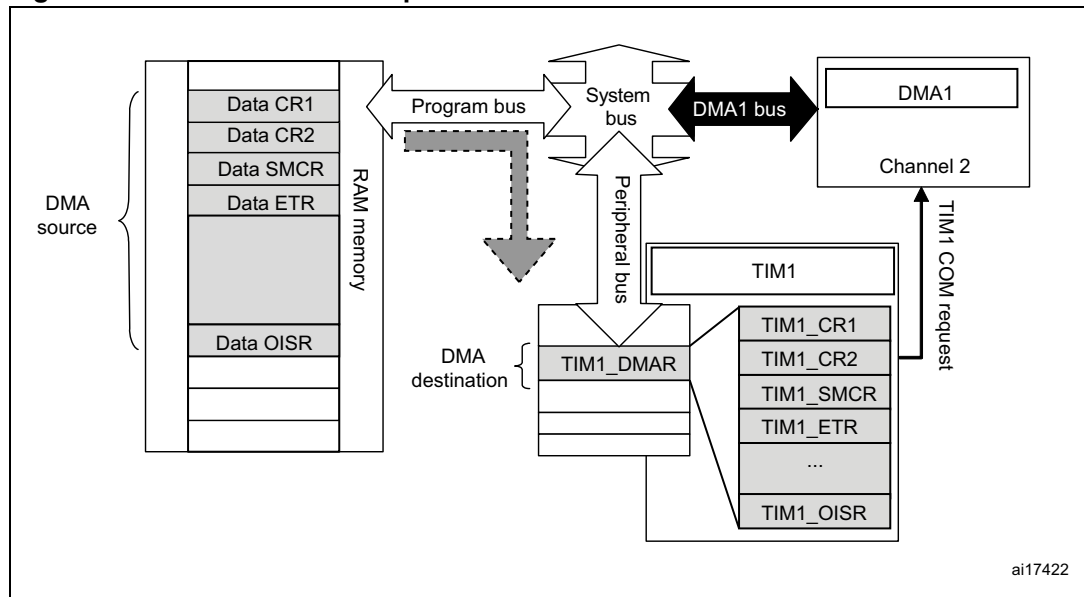 Data CR1
Data CR2
Data SMCR
Data ETR
Data OISR
DMA
source
RAM memory
Program bus
System
bus
DMA1 bus
DMA1
Channel 2
Peripheral bus
TIM1 COM request
TIM1
DMA
destination
TIM1_DMAR
TIM1_CR1
TIM1_CR2
TIM1_SMCR
TIM1_ETR
...
TIM1_OISR
ai17422